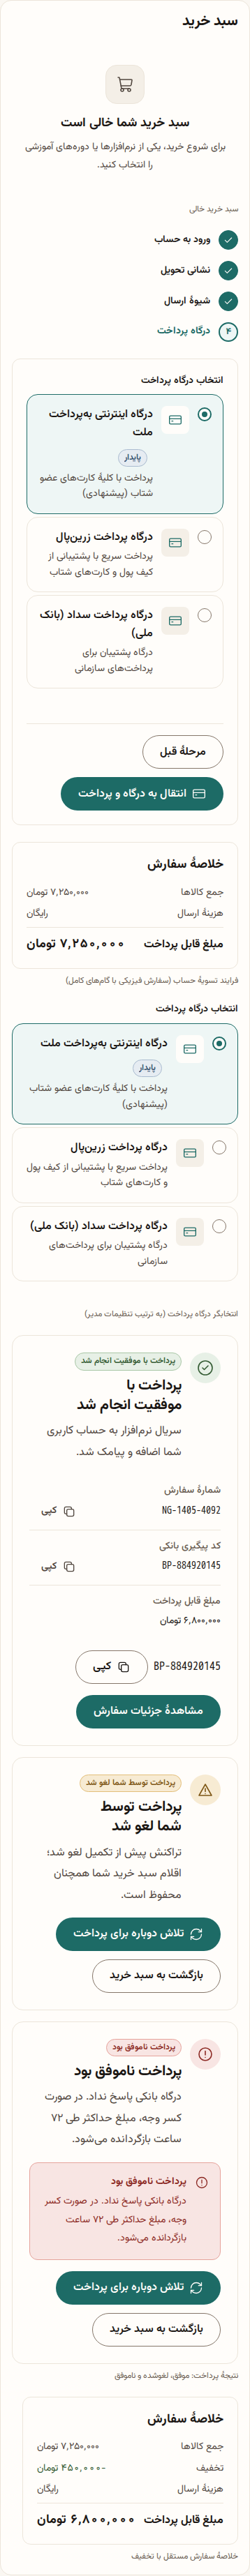 سبد خرید
سبد خرید شما خالی است
برای شروع خرید، یکی از نرم‌افزارها یا دوره‌های آموزشی
را انتخاب کنید.
سبد خرید خالی
ورود به حساب
نشانی تحویل
شیوهٔ ارسال
۴ درگاه پرداخت
انتخاب درگاه پرداخت
درگاه اینترنتی به‌پرداخت
ملت
پایدار
پرداخت با کلیهٔ کارت‌های عضو
شتاب (پیشنهادی)
درگاه پرداخت زرین‌پال
پرداخت سریع با پشتیبانی از
کیف پول و کارت‌های شتاب
درگاه پرداخت سداد (بانک
ملی)
درگاه پشتیبان برای
پرداخت‌های سازمانی
مرحلهٔ قبل
انتقال به درگاه و پرداخت
خلاصهٔ سفارش
جمع کالاها ۷,۲۵۰,۰۰۰ تومان
هزینهٔ ارسال رایگان
مبلغ قابل پرداخت ۷,۲۵۰,۰۰۰ تومان
فرایند تسویهٔ حساب (سفارش فیزیکی با گام‌های کامل)
انتخاب درگاه پرداخت
درگاه اینترنتی به‌پرداخت ملت
پایدار
پرداخت با کلیهٔ کارت‌های عضو شتاب
(پیشنهادی)
درگاه پرداخت زرین‌پال
پرداخت سریع با پشتیبانی از کیف پول
و کارت‌های شتاب
درگاه پرداخت سداد (بانک ملی)
درگاه پشتیبان برای پرداخت‌های
سازمانی
انتخابگر درگاه پرداخت (به ترتیب تنظیمات مدیر)
پرداخت با موفقیت انجام شد
پرداخت با
موفقیت انجام شد
سریال نرم‌افزار به حساب کاربری
شما اضافه و پیامک شد.
شمارهٔ سفارش
NG-1405-4092 کپی
کد پیگیری بانکی
BP-884920145 کپی
مبلغ قابل پرداخت
۶,۸۰۰,۰۰۰ تومان
BP-884920145 کپی
مشاهدهٔ جزئیات سفارش
پرداخت توسط شما لغو شد
پرداخت توسط
شما لغو شد
تراکنش پیش از تکمیل لغو شد؛
اقلام سبد خرید شما همچنان
محفوظ است.
تلاش دوباره برای پرداخت
بازگشت به سبد خرید
پرداخت ناموفق بود
پرداخت ناموفق بود
درگاه بانکی پاسخ نداد. در صورت
کسر وجه، مبلغ حداکثر طی ۷۲
ساعت بازگردانده می‌شود.
پرداخت ناموفق بود
درگاه بانکی پاسخ نداد. در صورت کسر
وجه، مبلغ حداکثر طی ۷۲ ساعت
بازگردانده می‌شود.
تلاش دوباره برای پرداخت
بازگشت به سبد خرید
نتیجهٔ پرداخت: موفق، لغوشده و ناموفق
خلاصهٔ سفارش
جمع کالاها ۷,۲۵۰,۰۰۰ تومان
تخفیف -۴۵۰,۰۰۰ تومان
هزینهٔ ارسال رایگان
مبلغ قابل پرداخت ۶,۸۰۰,۰۰۰ تومان
خلاصهٔ سفارش مستقل با تخفیف